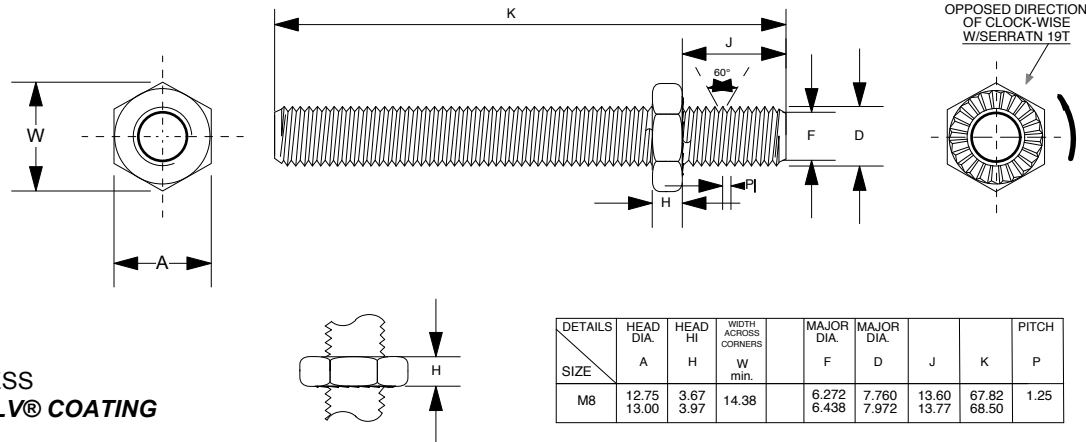 K
OPPOSED DIRECTION
OF CLOCK-WISE
W/SERRATN 19T
J
60°
W
F
D
P
H
A
H
DETAILS
SIZE
HEAD DIA. A
HEAD HI H
WIDTH ACROSS CORNERS W min.
MAJOR DIA. F
MAJOR DIA. D
J
K
PITCH P
M8
12.75 13.00
3.67 3.97
14.38
6.272 6.438
7.760 7.972
13.60 13.77
67.82 68.50
1.25
ESS
LV® COATING